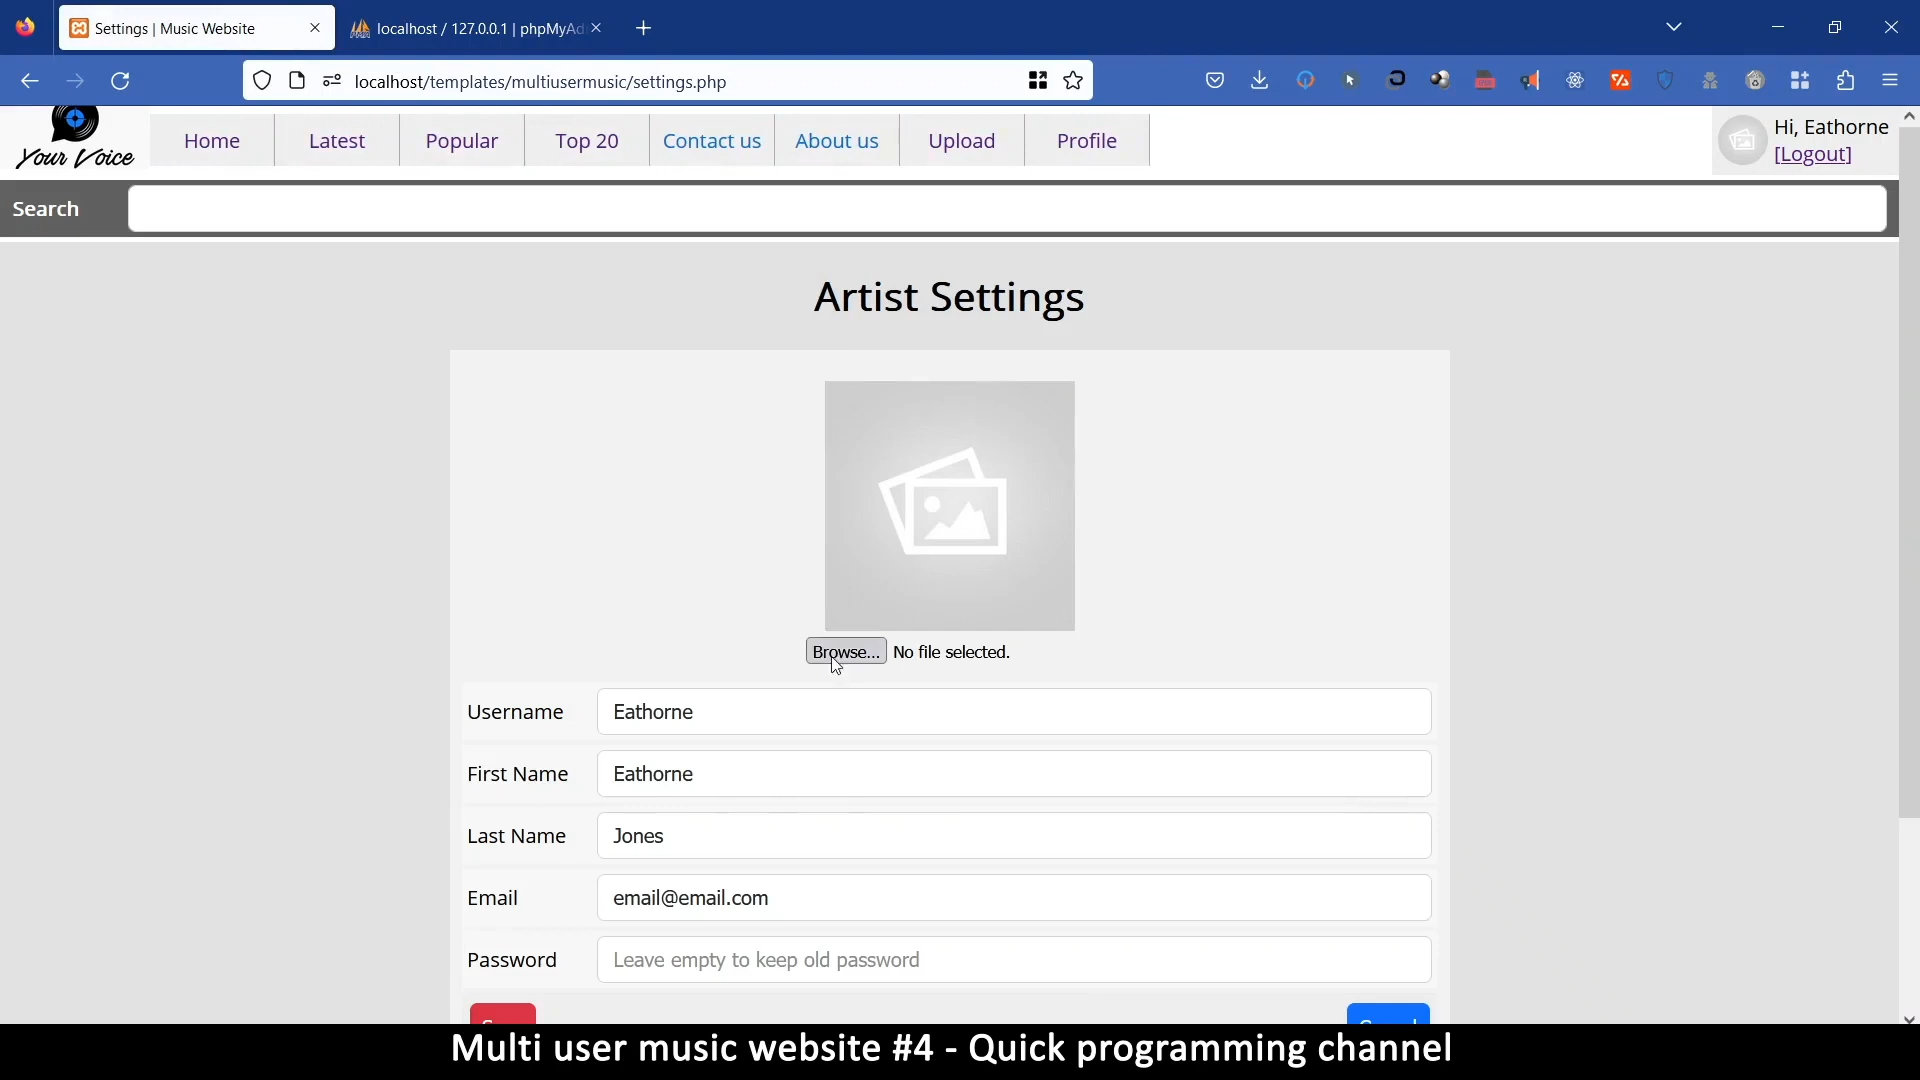 Settings | Music Website
localhost / 127.0.0.1 | phpMyAd
localhost/templates/multiusermusic/settings.php
Your Voice
Home
Latest
Popular
Top 20
Contact us
About us
Upload
Profile
Hi, Eathorne
[Logout]
Search
Artist Settings
Browse... No file selected.
Username Eathorne
First Name Eathorne
Last Name Jones
Email email@email.com
Password Leave empty to keep old password
Multi user music website #4 - Quick programming channel